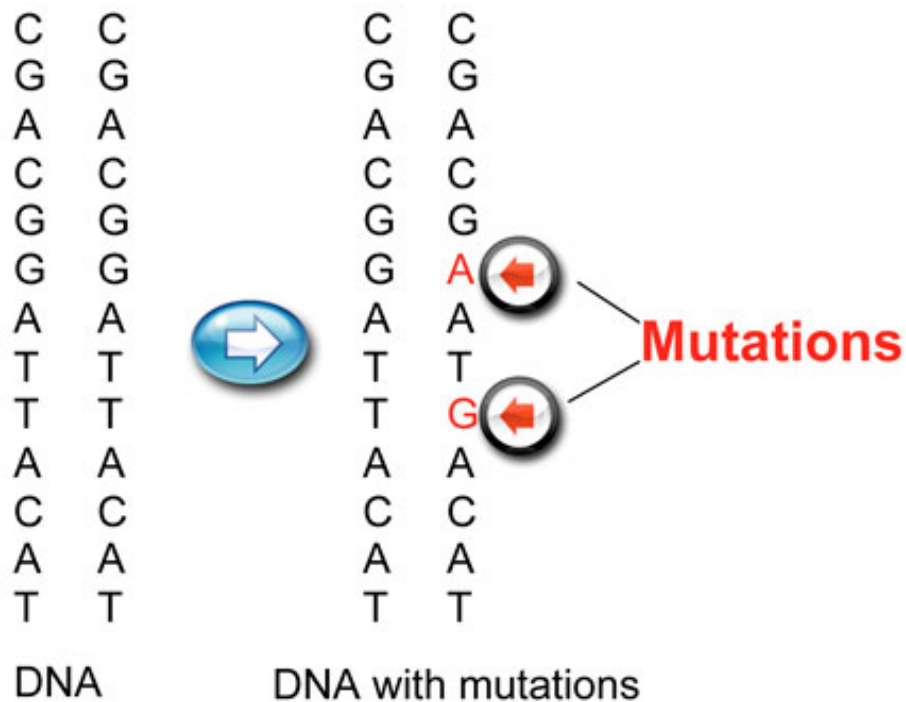 C C C C
G G G G
A A A A
C C C C
G G G G
G G G A
A A A A
T T T T
T T T G
A A A A
C C C C
A A A A
T T T T
Mutations
DNA
DNA with mutations